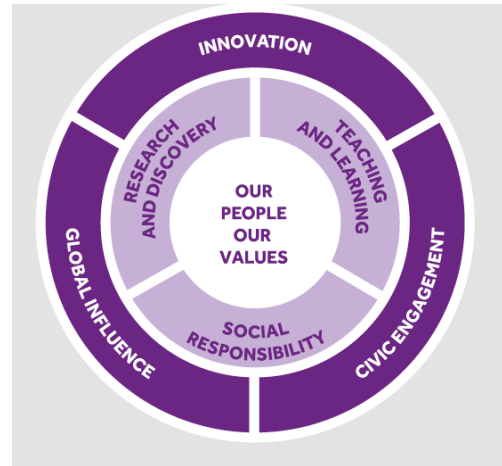 INNOVATION
RESEARCH
AND DISCOVERY
TEACHING
AND LEARNING
OUR
PEOPLE
OUR
VALUES
GLOBAL INFLUENCE
CIVIC ENGAGEMENT
SOCIAL
RESPONSIBILITY